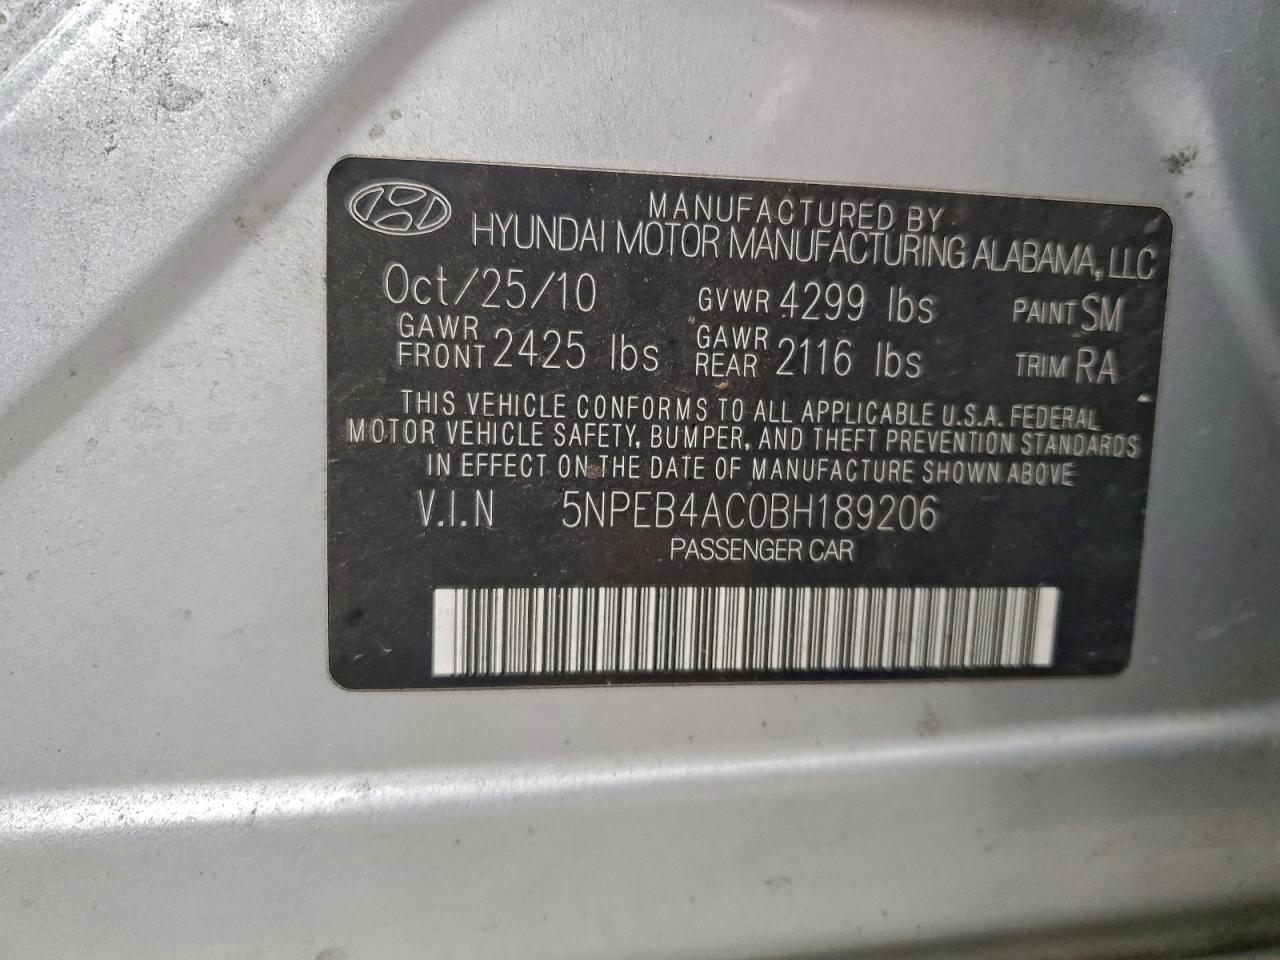 MANUFACTURED BY
HYUNDAI MOTOR MANUFACTURING ALABAMA, LLC
Oct/25/10 GVWR 4299 lbs PAINT SM
GAWR FRONT 2425 lbs GAWR REAR 2116 lbs TRIM RA
THIS VEHICLE CONFORMS TO ALL APPLICABLE U.S.A. FEDERAL
MOTOR VEHICLE SAFETY, BUMPER, AND THEFT PREVENTION STANDARDS
IN EFFECT ON THE DATE OF MANUFACTURE SHOWN ABOVE
V.I.N 5NPEB4AC0BH189206
PASSENGER CAR